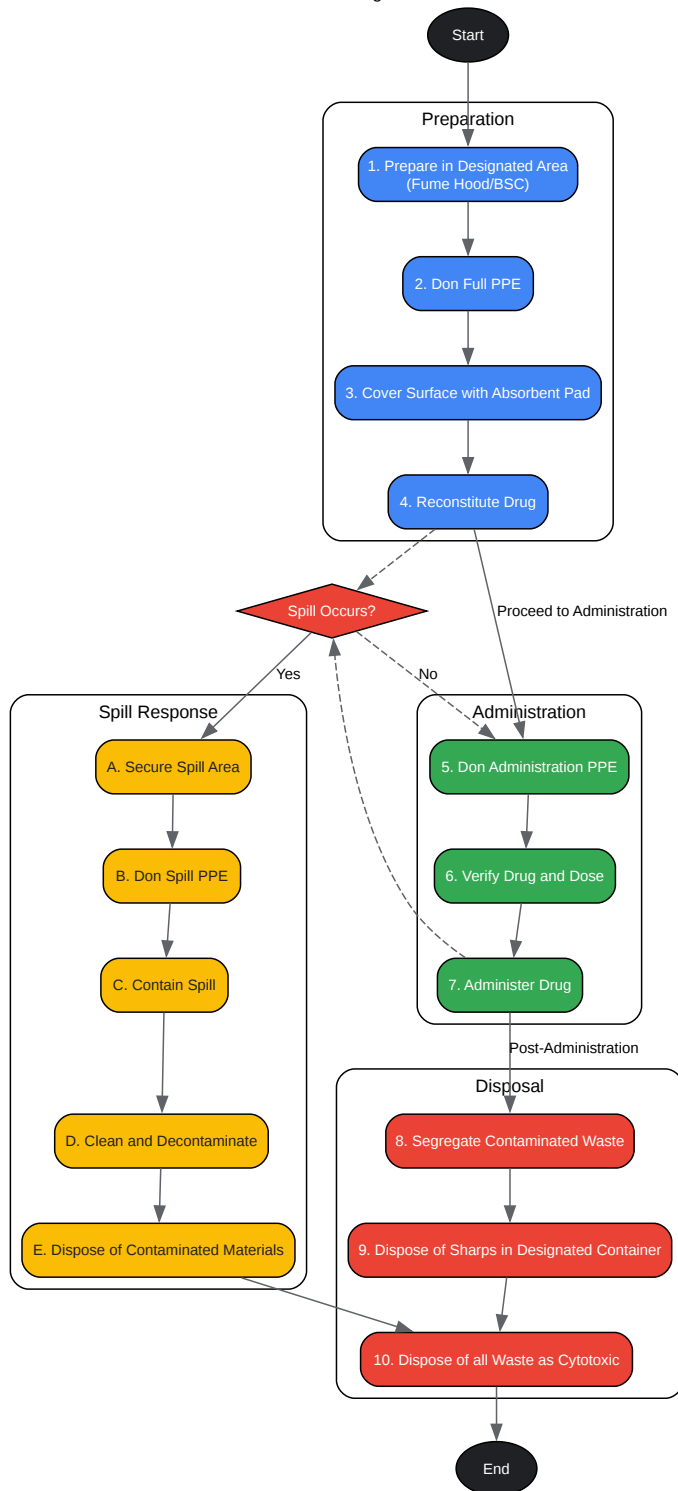 Start
Preparation
1. Prepare in Designated Area
(Fume Hood/BSC)
2. Don Full PPE
3. Cover Surface with Absorbent Pad
4. Reconstitute Drug
Spill Occurs?
Proceed to Administration
Yes
No
Spill Response
A. Secure Spill Area
B. Don Spill PPE
C. Contain Spill
D. Clean and Decontaminate
E. Dispose of Contaminated Materials
Administration
5. Don Administration PPE
6. Verify Drug and Dose
7. Administer Drug
Post-Administration
Disposal
8. Segregate Contaminated Waste
9. Dispose of Sharps in Designated Container
10. Dispose of all Waste as Cytotoxic
End